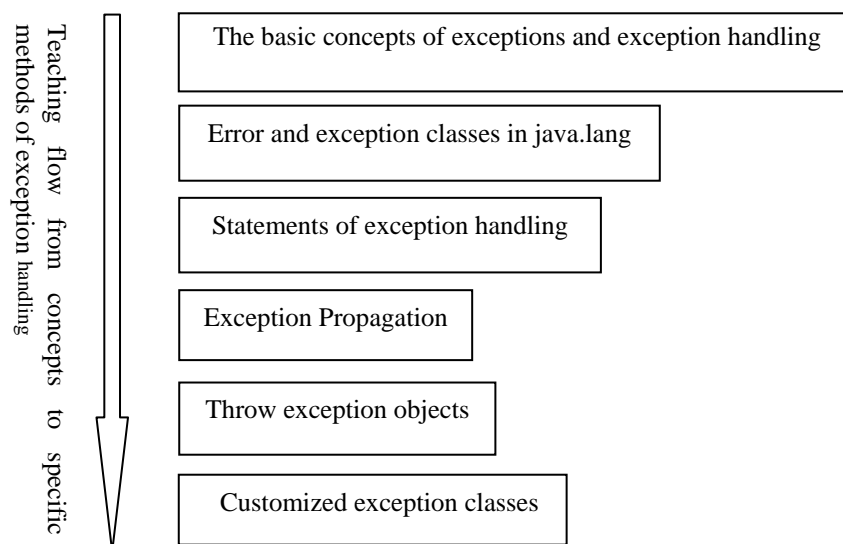 Teaching flow from concepts to specific
methods of exception handling
The basic concepts of exceptions and exception handling
Error and exception classes in java.lang
Statements of exception handling
Exception Propagation
Throw exception objects
Customized exception classes